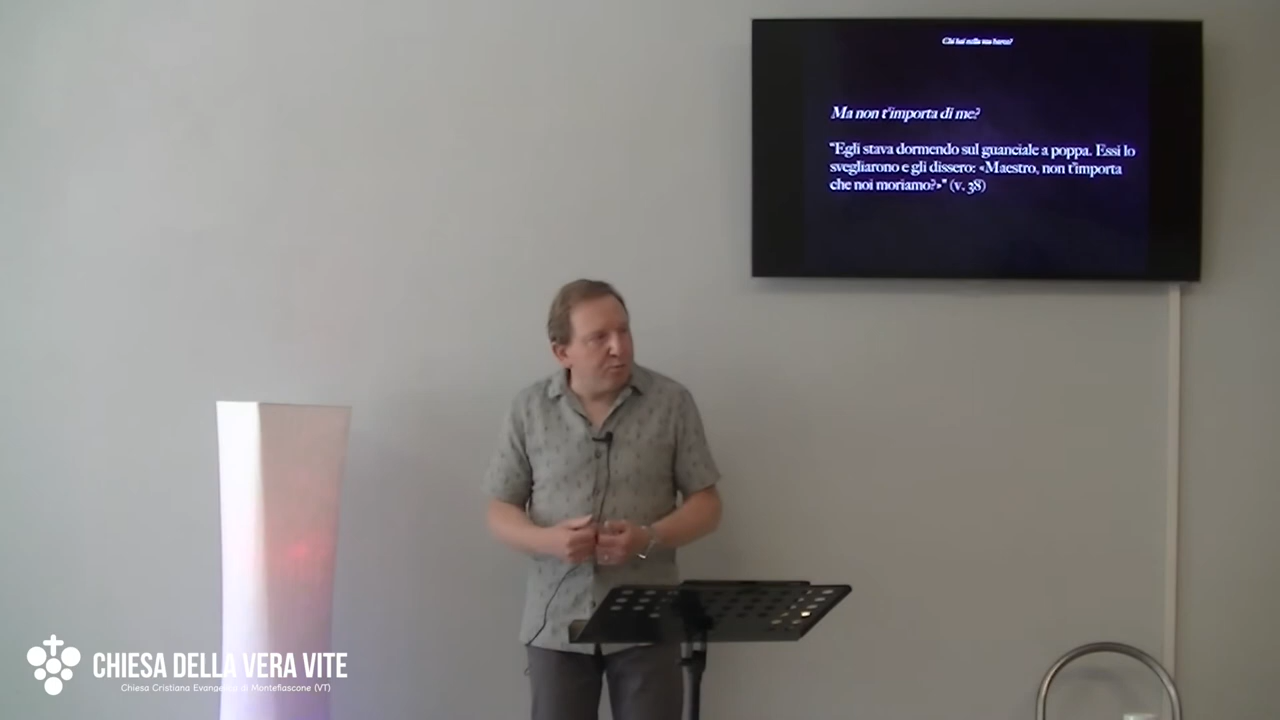 Chi hai nella tua barca?
Ma non t'importa di me?
"Egli stava dormendo sul guanciale a poppa. Essi lo
svegliarono e gli dissero: «Maestro, non t'importa
che noi moriamo?»" (v. 38)
CHIESA DELLA VERA VITE
Chiesa Cristiana Evangelica di Montefiascone (VT)